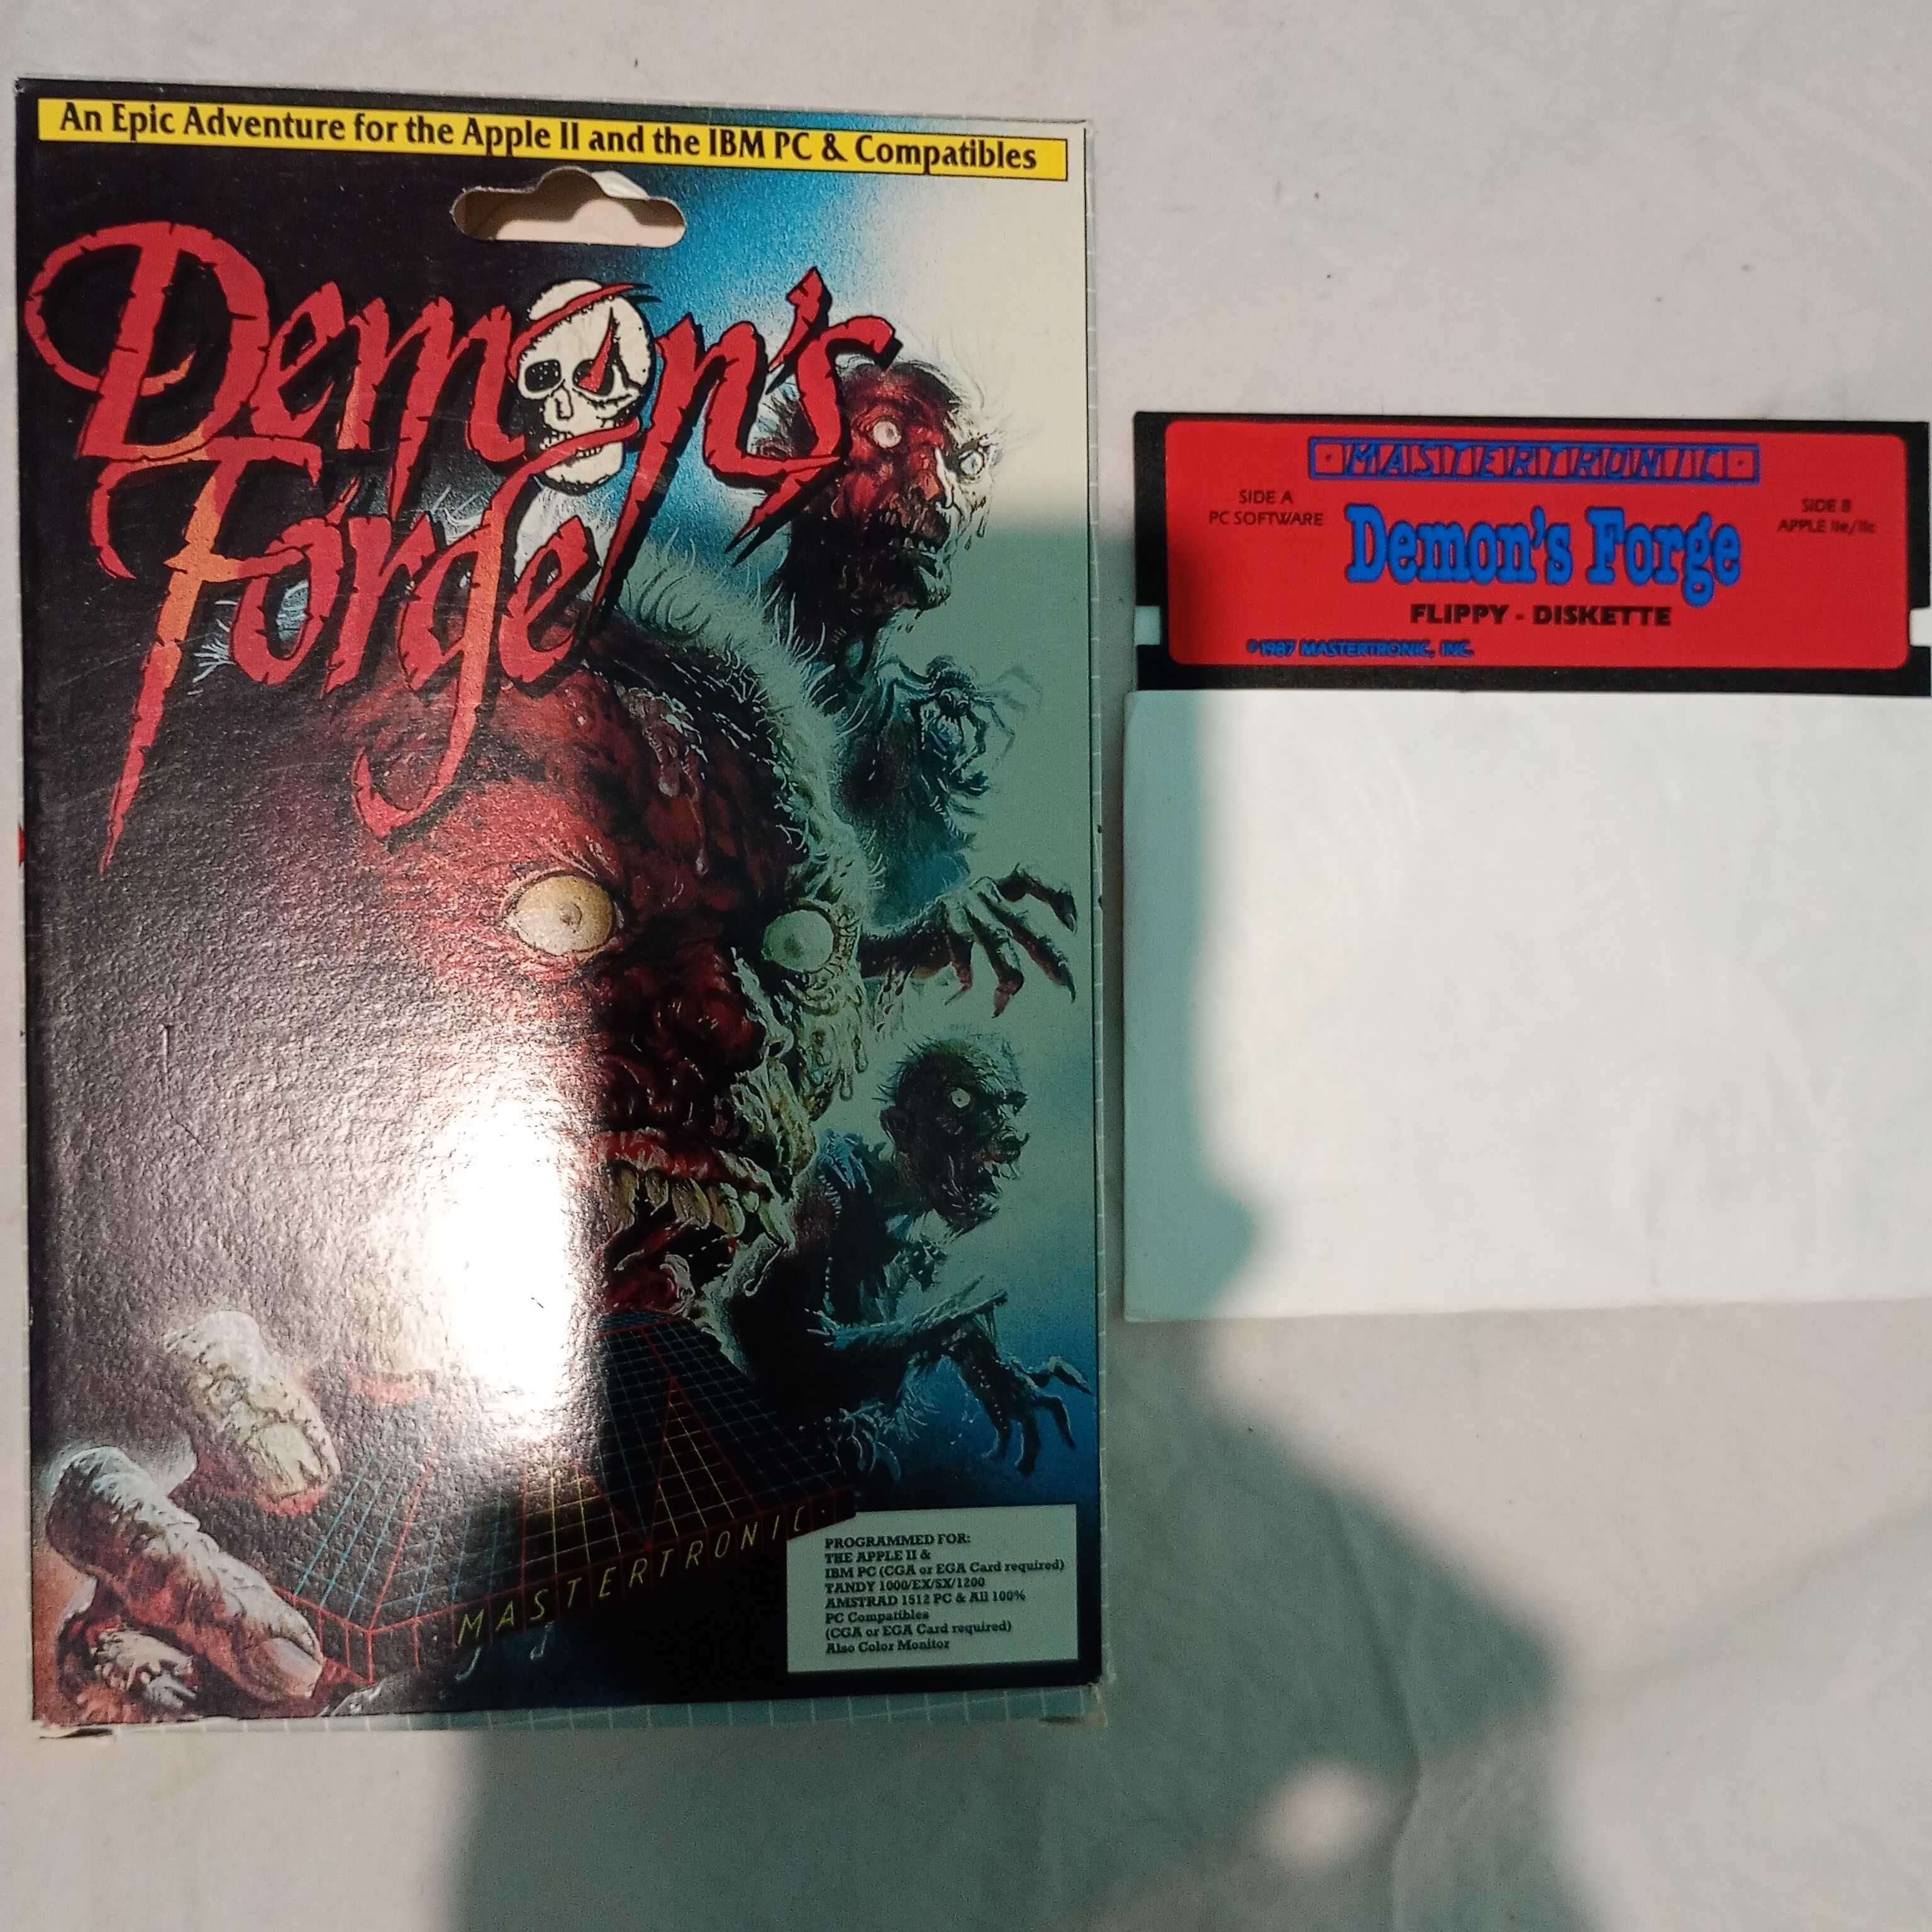 An Epic Adventure for the Apple II and the IBM PC & Compatibles
Demon's
Forge
MASTERTRONIC
PROGRAMMED FOR:
THE APPLE II &
IBM PC (CGA or EGA Card required)
TANDY 1000/EX/SX/1200
AMSTRAD 1512 PC & All 100%
PC Compatibles
(CGA or EGA Card required)
Also Color Monitor
MASTERTRONIC
SIDE A
PC SOFTWARE
Demon's Forge
SIDE B
APPLE IIe/IIc
FLIPPY - DISKETTE
©1987 MASTERTRONIC, INC.